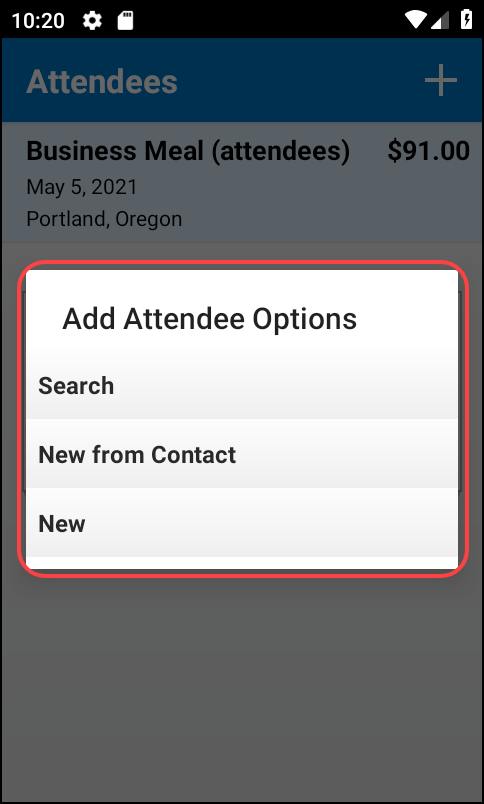 10:20
Attendees
Business Meal (attendees) $91.00
May 5, 2021
Portland, Oregon
Add Attendee Options
Search
New from Contact
New